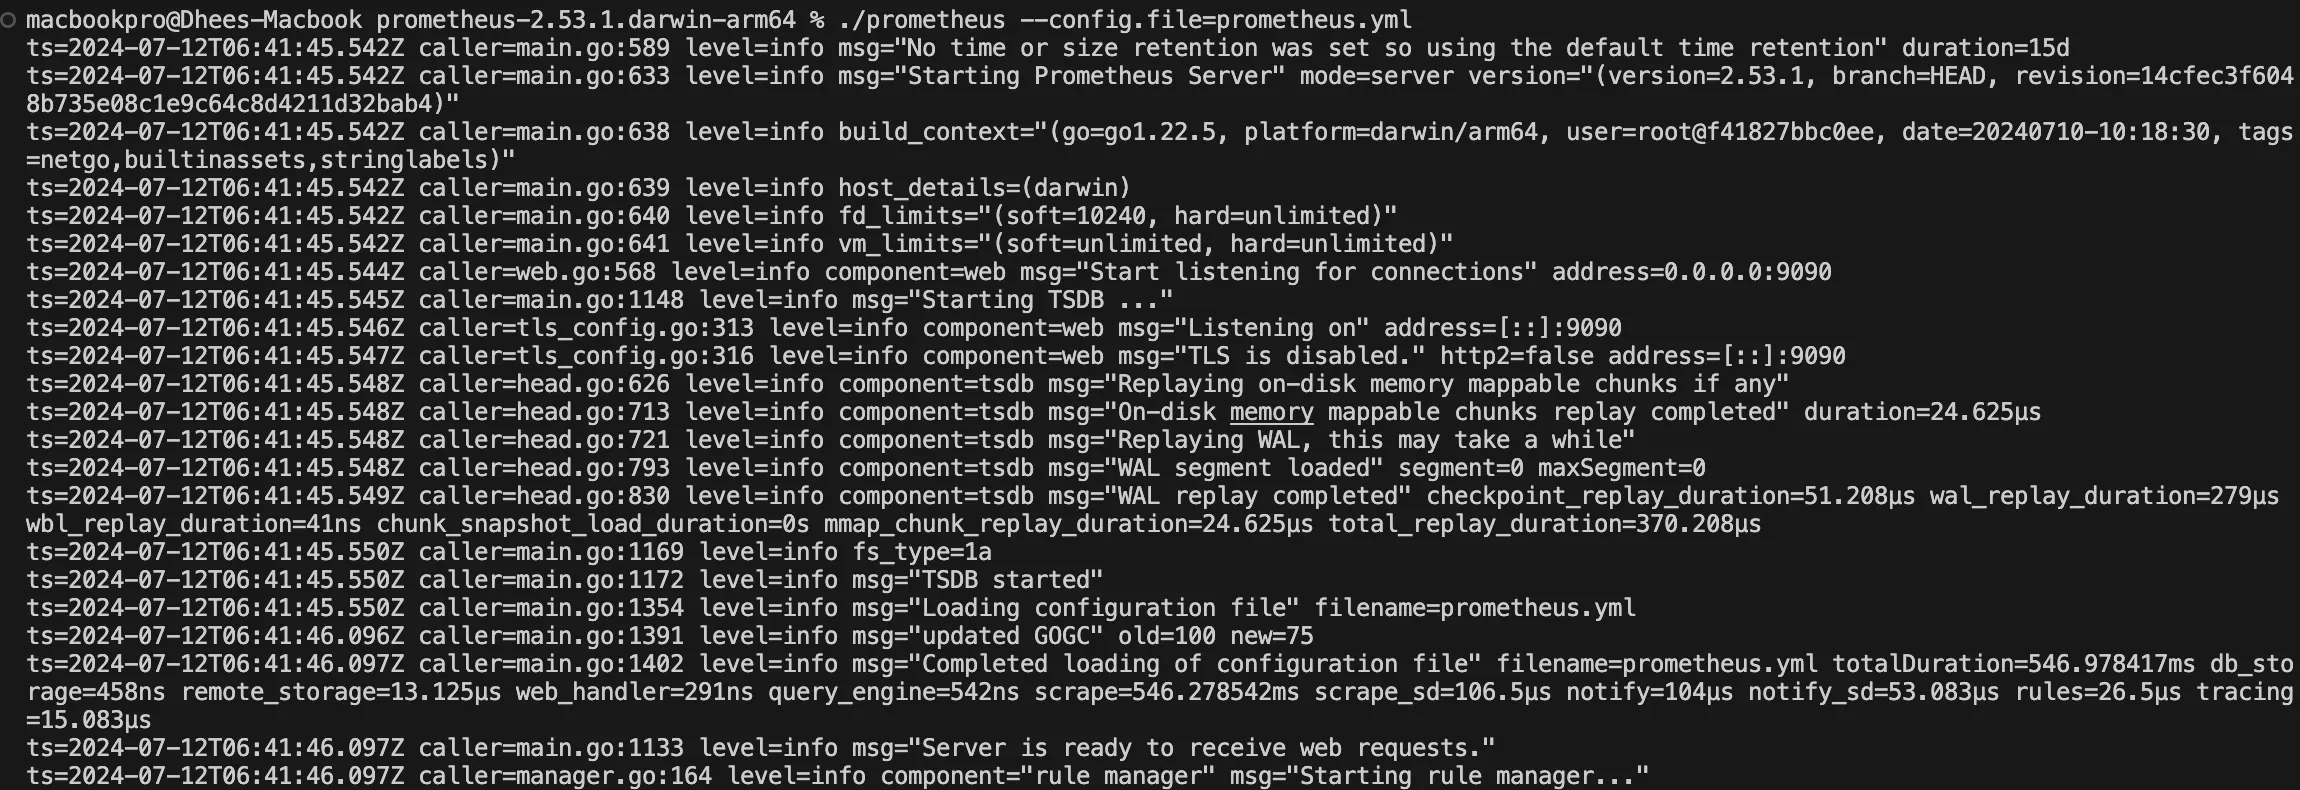 macbookpro@Dhees-Macbook prometheus-2.53.1.darwin-arm64 % ./prometheus --config.file=prometheus.yml
ts=2024-07-12T06:41:45.542Z caller=main.go:589 level=info msg="No time or size retention was set so using the default time retention" duration=15d
ts=2024-07-12T06:41:45.542Z caller=main.go:633 level=info msg="Starting Prometheus Server" mode=server version="(version=2.53.1, branch=HEAD, revision=14cfec3f604
8b735e08c1e9c64c8d4211d32bab4)"
ts=2024-07-12T06:41:45.542Z caller=main.go:638 level=info build_context="(go=go1.22.5, platform=darwin/arm64, user=root@f41827bbc0ee, date=20240710-10:18:30, tags
=netgo,builtinassets,stringlabels)"
ts=2024-07-12T06:41:45.542Z caller=main.go:639 level=info host_details=(darwin)
ts=2024-07-12T06:41:45.542Z caller=main.go:640 level=info fd_limits="(soft=10240, hard=unlimited)"
ts=2024-07-12T06:41:45.542Z caller=main.go:641 level=info vm_limits="(soft=unlimited, hard=unlimited)"
ts=2024-07-12T06:41:45.544Z caller=web.go:568 level=info component=web msg="Start listening for connections" address=0.0.0.0:9090
ts=2024-07-12T06:41:45.545Z caller=main.go:1148 level=info msg="Starting TSDB ..."
ts=2024-07-12T06:41:45.546Z caller=tls_config.go:313 level=info component=web msg="Listening on" address=[::]:9090
ts=2024-07-12T06:41:45.547Z caller=tls_config.go:316 level=info component=web msg="TLS is disabled." http2=false address=[::]:9090
ts=2024-07-12T06:41:45.548Z caller=head.go:626 level=info component=tsdb msg="Replaying on-disk memory mappable chunks if any"
ts=2024-07-12T06:41:45.548Z caller=head.go:713 level=info component=tsdb msg="On-disk memory mappable chunks replay completed" duration=24.625µs
ts=2024-07-12T06:41:45.548Z caller=head.go:721 level=info component=tsdb msg="Replaying WAL, this may take a while"
ts=2024-07-12T06:41:45.548Z caller=head.go:793 level=info component=tsdb msg="WAL segment loaded" segment=0 maxSegment=0
ts=2024-07-12T06:41:45.549Z caller=head.go:830 level=info component=tsdb msg="WAL replay completed" checkpoint_replay_duration=51.208µs wal_replay_duration=279µs
wbl_replay_duration=41ns chunk_snapshot_load_duration=0s mmap_chunk_replay_duration=24.625µs total_replay_duration=370.208µs
ts=2024-07-12T06:41:45.550Z caller=main.go:1169 level=info fs_type=1a
ts=2024-07-12T06:41:45.550Z caller=main.go:1172 level=info msg="TSDB started"
ts=2024-07-12T06:41:45.550Z caller=main.go:1354 level=info msg="Loading configuration file" filename=prometheus.yml
ts=2024-07-12T06:41:46.096Z caller=main.go:1391 level=info msg="updated GOGC" old=100 new=75
ts=2024-07-12T06:41:46.097Z caller=main.go:1402 level=info msg="Completed loading of configuration file" filename=prometheus.yml totalDuration=546.978417ms db_sto
rage=458ns remote_storage=13.125µs web_handler=291ns query_engine=542ns scrape=546.278542ms scrape_sd=106.5µs notify=104µs notify_sd=53.083µs rules=26.5µs tracing
=15.083µs
ts=2024-07-12T06:41:46.097Z caller=main.go:1133 level=info msg="Server is ready to receive web requests."
ts=2024-07-12T06:41:46.097Z caller=manager.go:164 level=info component="rule manager" msg="Starting rule manager..."